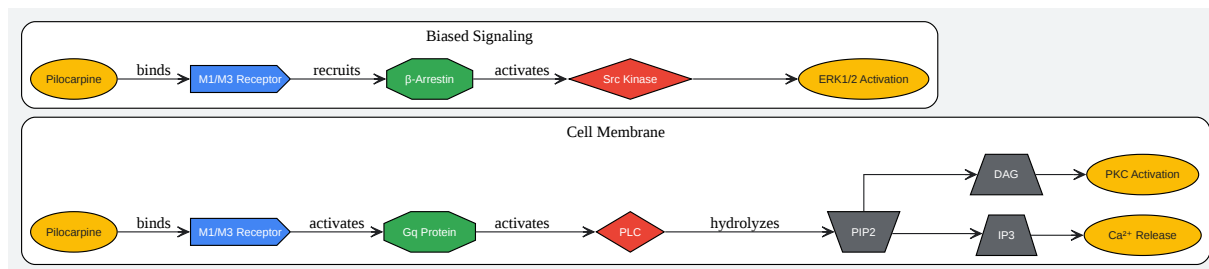 Biased Signaling
Pilocarpine
binds
M1/M3 Receptor
recruits
β-Arrestin
activates
Src Kinase
ERK1/2 Activation
Cell Membrane
Pilocarpine
binds
M1/M3 Receptor
activates
Gq Protein
activates
PLC
hydrolyzes
PIP2
DAG
PKC Activation
IP3
Ca²⁺ Release